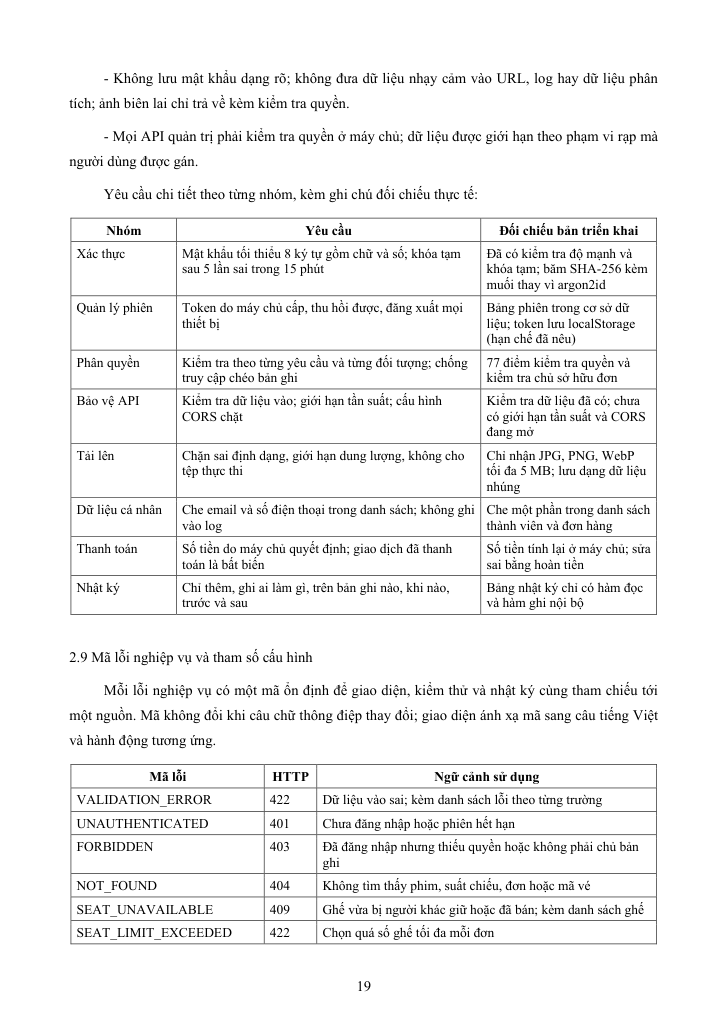 - Không lưu mật khẩu dạng rõ; không đưa dữ liệu nhạy cảm vào URL, log hay dữ liệu phân
tích; ảnh biên lai chỉ trả về kèm kiểm tra quyền.
- Mọi API quản trị phải kiểm tra quyền ở máy chủ; dữ liệu được giới hạn theo phạm vi rạp mà
người dùng được gán.
Yêu cầu chi tiết theo từng nhóm, kèm ghi chú đối chiếu thực tế:
Nhóm Yêu cầu Đối chiếu bản triển khai
Xác thực Mật khẩu tối thiểu 8 ký tự gồm chữ và số; khóa tạm Đã có kiểm tra độ mạnh và
sau 5 lần sai trong 15 phút khóa tạm; băm SHA-256 kèm
muối thay vì argon2id
Quản lý phiên Token do máy chủ cấp, thu hồi được, đăng xuất mọi Bảng phiên trong cơ sở dữ
thiết bị liệu; token lưu localStorage
(hạn chế đã nêu)
Phân quyền Kiểm tra theo từng yêu cầu và từng đối tượng; chống 77 điểm kiểm tra quyền và
truy cập chéo bản ghi kiểm tra chủ sở hữu đơn
Bảo vệ API Kiểm tra dữ liệu vào; giới hạn tần suất; cấu hình Kiểm tra dữ liệu đã có; chưa
CORS chặt có giới hạn tần suất và CORS
đang mở
Tải lên Chặn sai định dạng, giới hạn dung lượng, không cho Chỉ nhận JPG, PNG, WebP
tệp thực thi tối đa 5 MB; lưu dạng dữ liệu
nhúng
Dữ liệu cá nhân Che email và số điện thoại trong danh sách; không ghi Che một phần trong danh sách
vào log thành viên và đơn hàng
Thanh toán Số tiền do máy chủ quyết định; giao dịch đã thanh Số tiền tính lại ở máy chủ; sửa
toán là bất biến sai bằng hoàn tiền
Nhật ký Chỉ thêm, ghi ai làm gì, trên bản ghi nào, khi nào, Bảng nhật ký chỉ có hàm đọc
trước và sau và hàm ghi nội bộ
2.9 Mã lỗi nghiệp vụ và tham số cấu hình
Mỗi lỗi nghiệp vụ có một mã ổn định để giao diện, kiểm thử và nhật ký cùng tham chiếu tới
một nguồn. Mã không đổi khi câu chữ thông điệp thay đổi; giao diện ánh xạ mã sang câu tiếng Việt
và hành động tương ứng.
Mã lỗi HTTP Ngữ cảnh sử dụng
VALIDATION_ERROR 422 Dữ liệu vào sai; kèm danh sách lỗi theo từng trường
UNAUTHENTICATED 401 Chưa đăng nhập hoặc phiên hết hạn
FORBIDDEN 403 Đã đăng nhập nhưng thiếu quyền hoặc không phải chủ bản
ghi
NOT_FOUND 404 Không tìm thấy phim, suất chiếu, đơn hoặc mã vé
SEAT_UNAVAILABLE 409 Ghế vừa bị người khác giữ hoặc đã bán; kèm danh sách ghế
SEAT_LIMIT_EXCEEDED 422 Chọn quá số ghế tối đa mỗi đơn
19